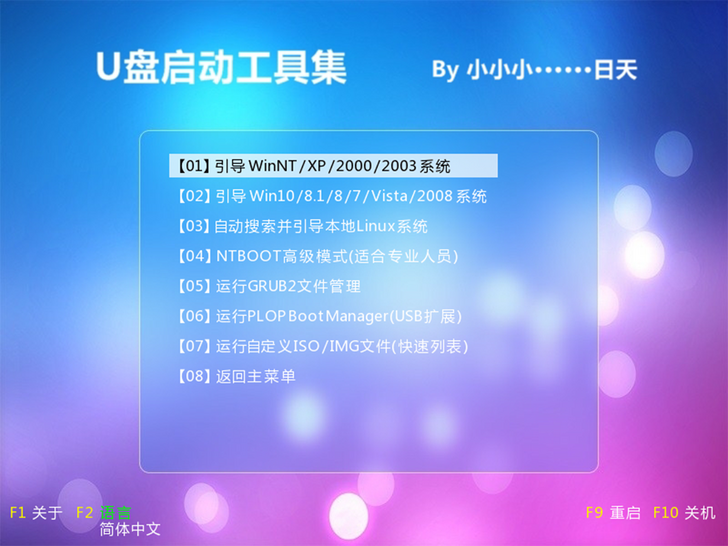 U盘启动工具集 By 小小小······日天
【01】引导 WinNT/XP/2000/2003 系统
【02】引导 Win10/8.1/8/7/Vista/2008 系统
【03】自动搜索并引导本地Linux系统
【04】NTBOOT高级模式(适合专业人员)
【05】运行GRUB2文件管理
【06】运行PLOP Boot Manager(USB扩展)
【07】运行自定义ISO/IMG文件(快速列表)
【08】返回主菜单
F1 关于 F2 语言 F9 重启 F10 关机
简体中文